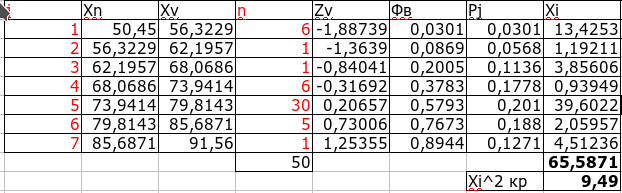 j Xn Xv n Zv Фв Pj Xi
1 50,45 56,3229 6 -1,88739 0,0301 0,0301 13,4253
2 56,3229 62,1957 1 -1,3639 0,0869 0,0568 1,19211
3 62,1957 68,0686 1 -0,84041 0,2005 0,1136 3,85606
4 68,0686 73,9414 6 -0,31692 0,3783 0,1778 0,93949
5 73,9414 79,8143 30 0,20657 0,5793 0,201 39,6022
6 79,8143 85,6871 5 0,73006 0,7673 0,188 2,05957
7 85,6871 91,56 1 1,25355 0,8944 0,1271 4,51236
50 65,5871
Xi^2 кр 9,49